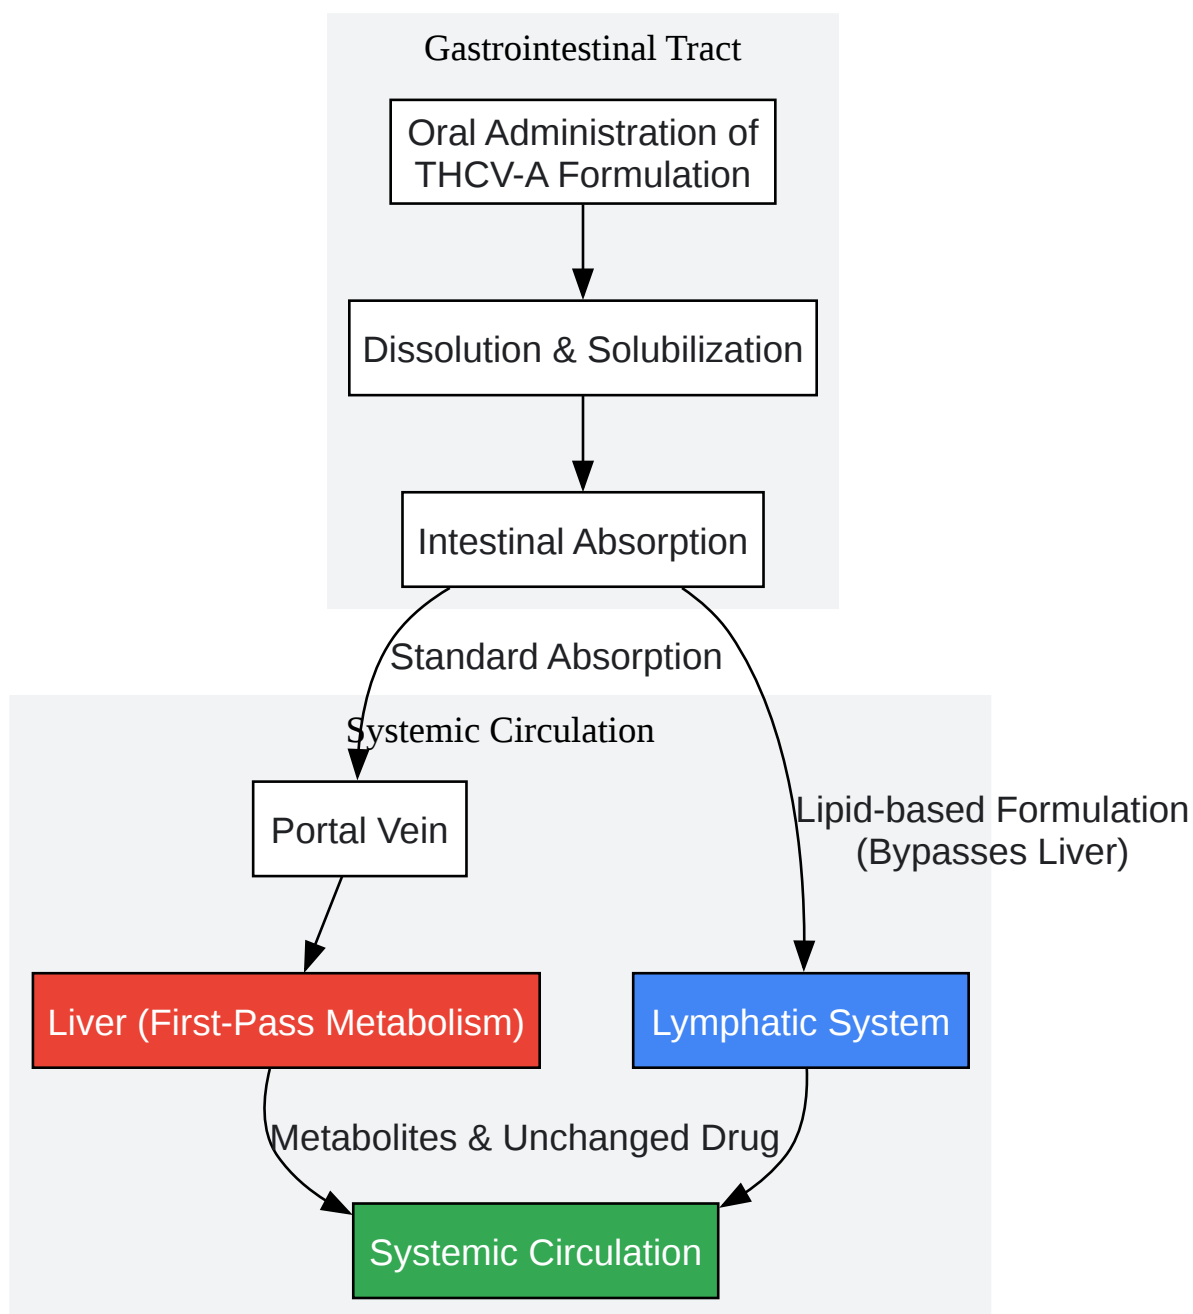 Gastrointestinal Tract
Oral Administration of
THCV-A Formulation
Dissolution & Solubilization
Intestinal Absorption
Standard Absorption
Systemic Circulation
Lipid-based Formulation
(Bypasses Liver)
Portal Vein
Liver (First-Pass Metabolism)
Lymphatic System
Metabolites & Unchanged Drug
Systemic Circulation